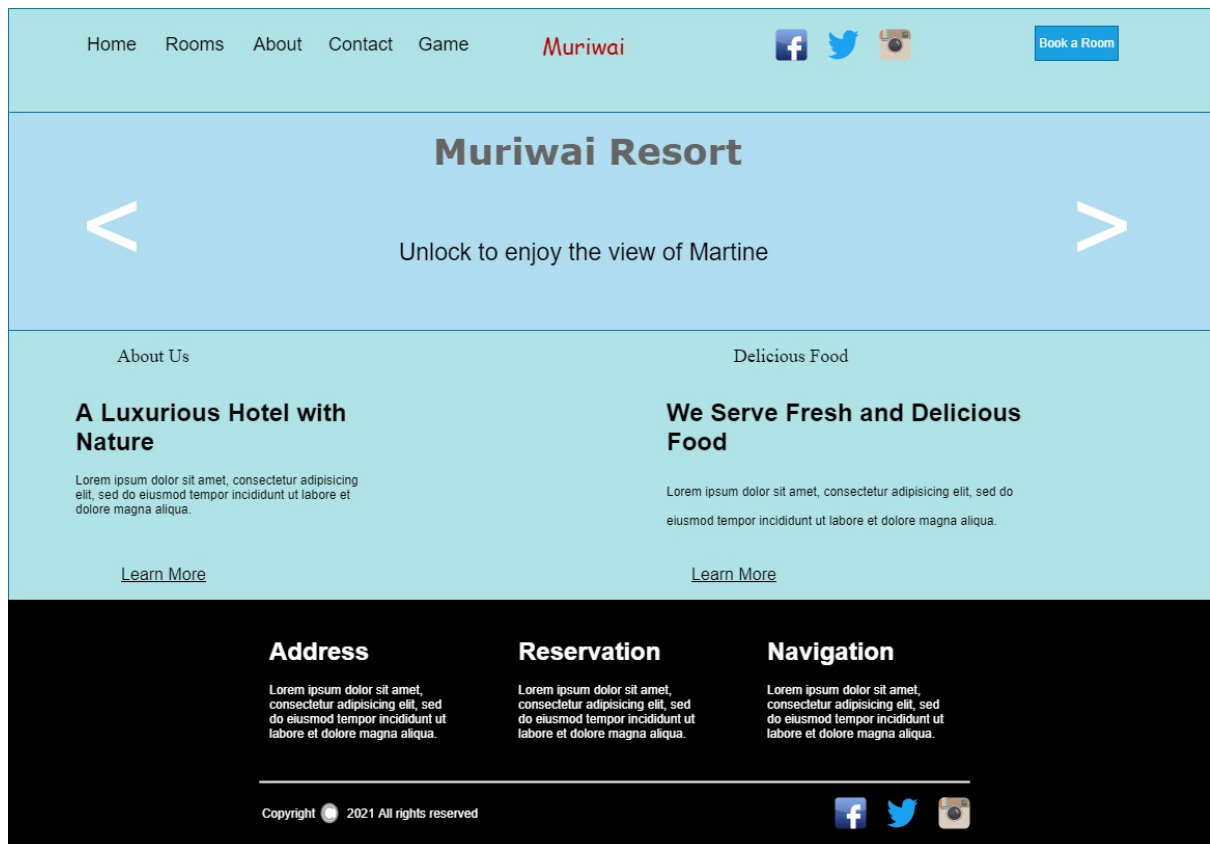 Home Rooms About Contact Game Muriwai Book a Room
Muriwai Resort
< >
Unlock to enjoy the view of Martine
About Us
A Luxurious Hotel with
Nature
Lorem ipsum dolor sit amet, consectetur adipisicing
elit, sed do eiusmod tempor incididunt ut labore et
dolore magna aliqua.
Learn More
Delicious Food
We Serve Fresh and Delicious
Food
Lorem ipsum dolor sit amet, consectetur adipisicing elit, sed do
eiusmod tempor incididunt ut labore et dolore magna aliqua.
Learn More
Address
Lorem ipsum dolor sit amet,
consectetur adipisicing elit, sed
do eiusmod tempor incididunt ut
labore et dolore magna aliqua.
Reservation
Lorem ipsum dolor sit amet,
consectetur adipisicing elit, sed
do eiusmod tempor incididunt ut
labore et dolore magna aliqua.
Navigation
Lorem ipsum dolor sit amet,
consectetur adipisicing elit, sed
do eiusmod tempor incididunt ut
labore et dolore magna aliqua.
Copyright © 2021 All rights reserved